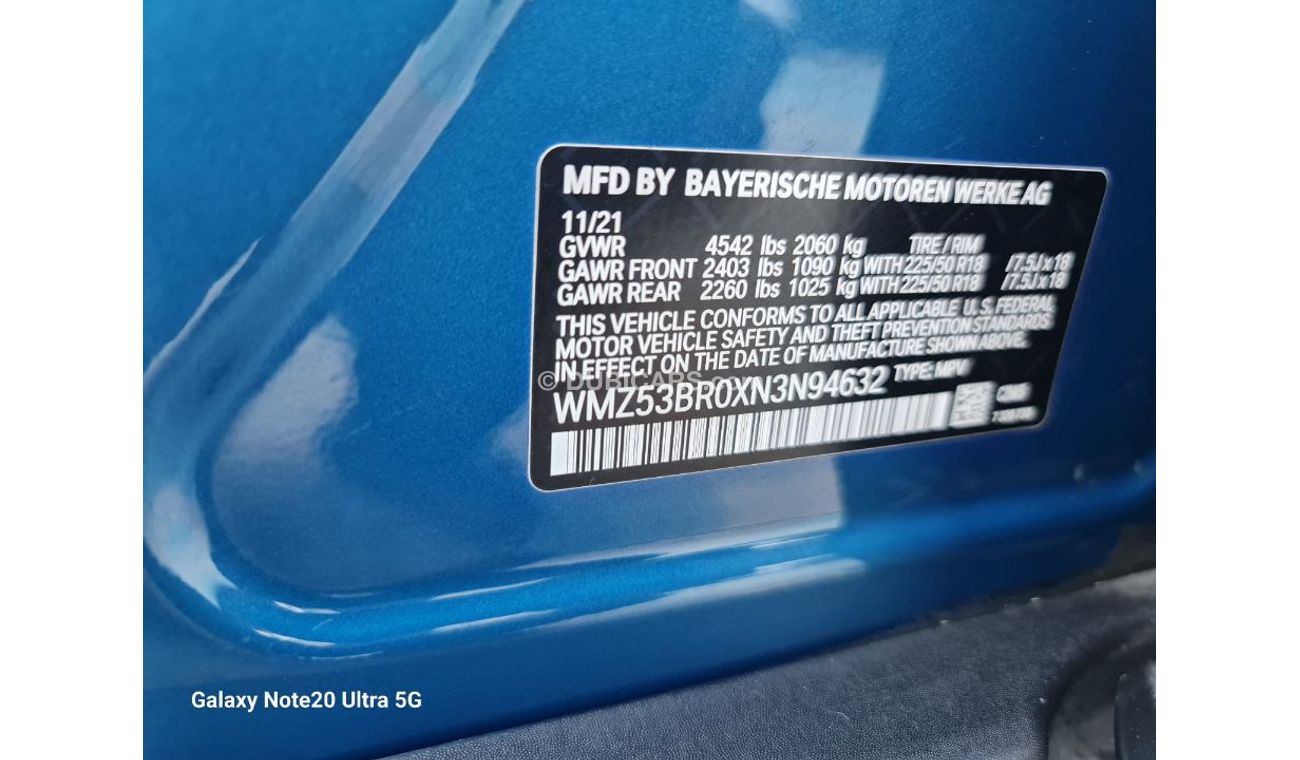 MFD BY BAYERISCHE MOTOREN WERKE AG
11/21
GVWR 4542 lbs 2060 kg TIRE / RIM
GAWR FRONT 2403 lbs 1090 kg WITH 225/50 R18 /7.5J x 18
GAWR REAR 2260 lbs 1025 kg WITH 225/50 R18 /7.5J x 18
THIS VEHICLE CONFORMS TO ALL APPLICABLE U.S. FEDERAL
MOTOR VEHICLE SAFETY AND THEFT PREVENTION STANDARDS
IN EFFECT ON THE DATE OF MANUFACTURE SHOWN ABOVE.
© DUBICARS.com
WMZ53BR0XN3N94632 TYPE: MPV
Galaxy Note20 Ultra 5G